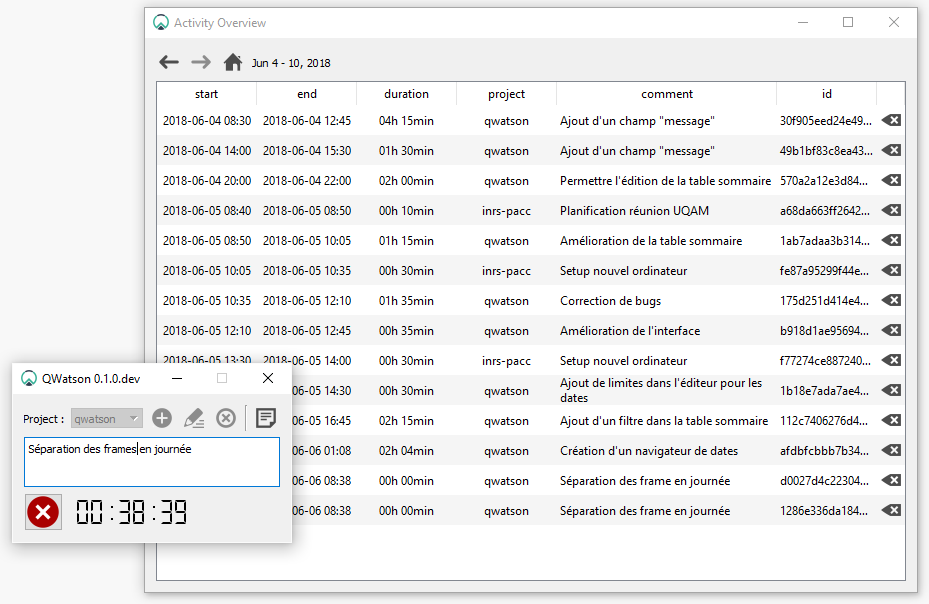 Activity Overview
Jun 4 - 10, 2018
start end duration project comment id
2018-06-04 08:30 2018-06-04 12:45 04h 15min qwatson Ajout d'un champ "message" 30f905eed24e49...
2018-06-04 14:00 2018-06-04 15:30 01h 30min qwatson Ajout d'un champ "message" 49b1bf83c8ea43...
2018-06-04 20:00 2018-06-04 22:00 02h 00min qwatson Permettre l'édition de la table sommaire 570a2a12e3d84...
2018-06-05 08:40 2018-06-05 08:50 00h 10min inrs-pacc Planification réunion UQAM a68da663ff2642...
2018-06-05 08:50 2018-06-05 10:05 01h 15min qwatson Amélioration de la table sommaire 1ab7adaa3b314...
2018-06-05 10:05 2018-06-05 10:35 00h 30min inrs-pacc Setup nouvel ordinateur fe87a95299f44e...
2018-06-05 10:35 2018-06-05 12:10 01h 35min qwatson Correction de bugs 175d251d414e4...
2018-06-05 12:10 2018-06-05 12:45 00h 35min qwatson Amélioration de l'interface b918d1ae95694...
2018-06-05 13:30 2018-06-05 14:00 00h 30min inrs-pacc Setup nouvel ordinateur f77274ce887240...
06-05 14:30 00h 30min qwatson Ajout de limites dans l'éditeur pour les
dates 1b18e7ada7ae4...
06-05 16:45 02h 15min qwatson Ajout d'un filtre dans la table sommaire 112c7406276d4...
06-06 01:08 02h 04min qwatson Création d'un navigateur de dates afdbfcbbb7b34...
06-06 08:38 00h 00min qwatson Séparation des frame en journée d0027d4c22304...
06-06 08:38 00h 00min qwatson Séparation des frame en journée 1286e336da184...
QWatson 0.1.0.dev
Project : qwatson
Séparation des frames en journée
00:38:39